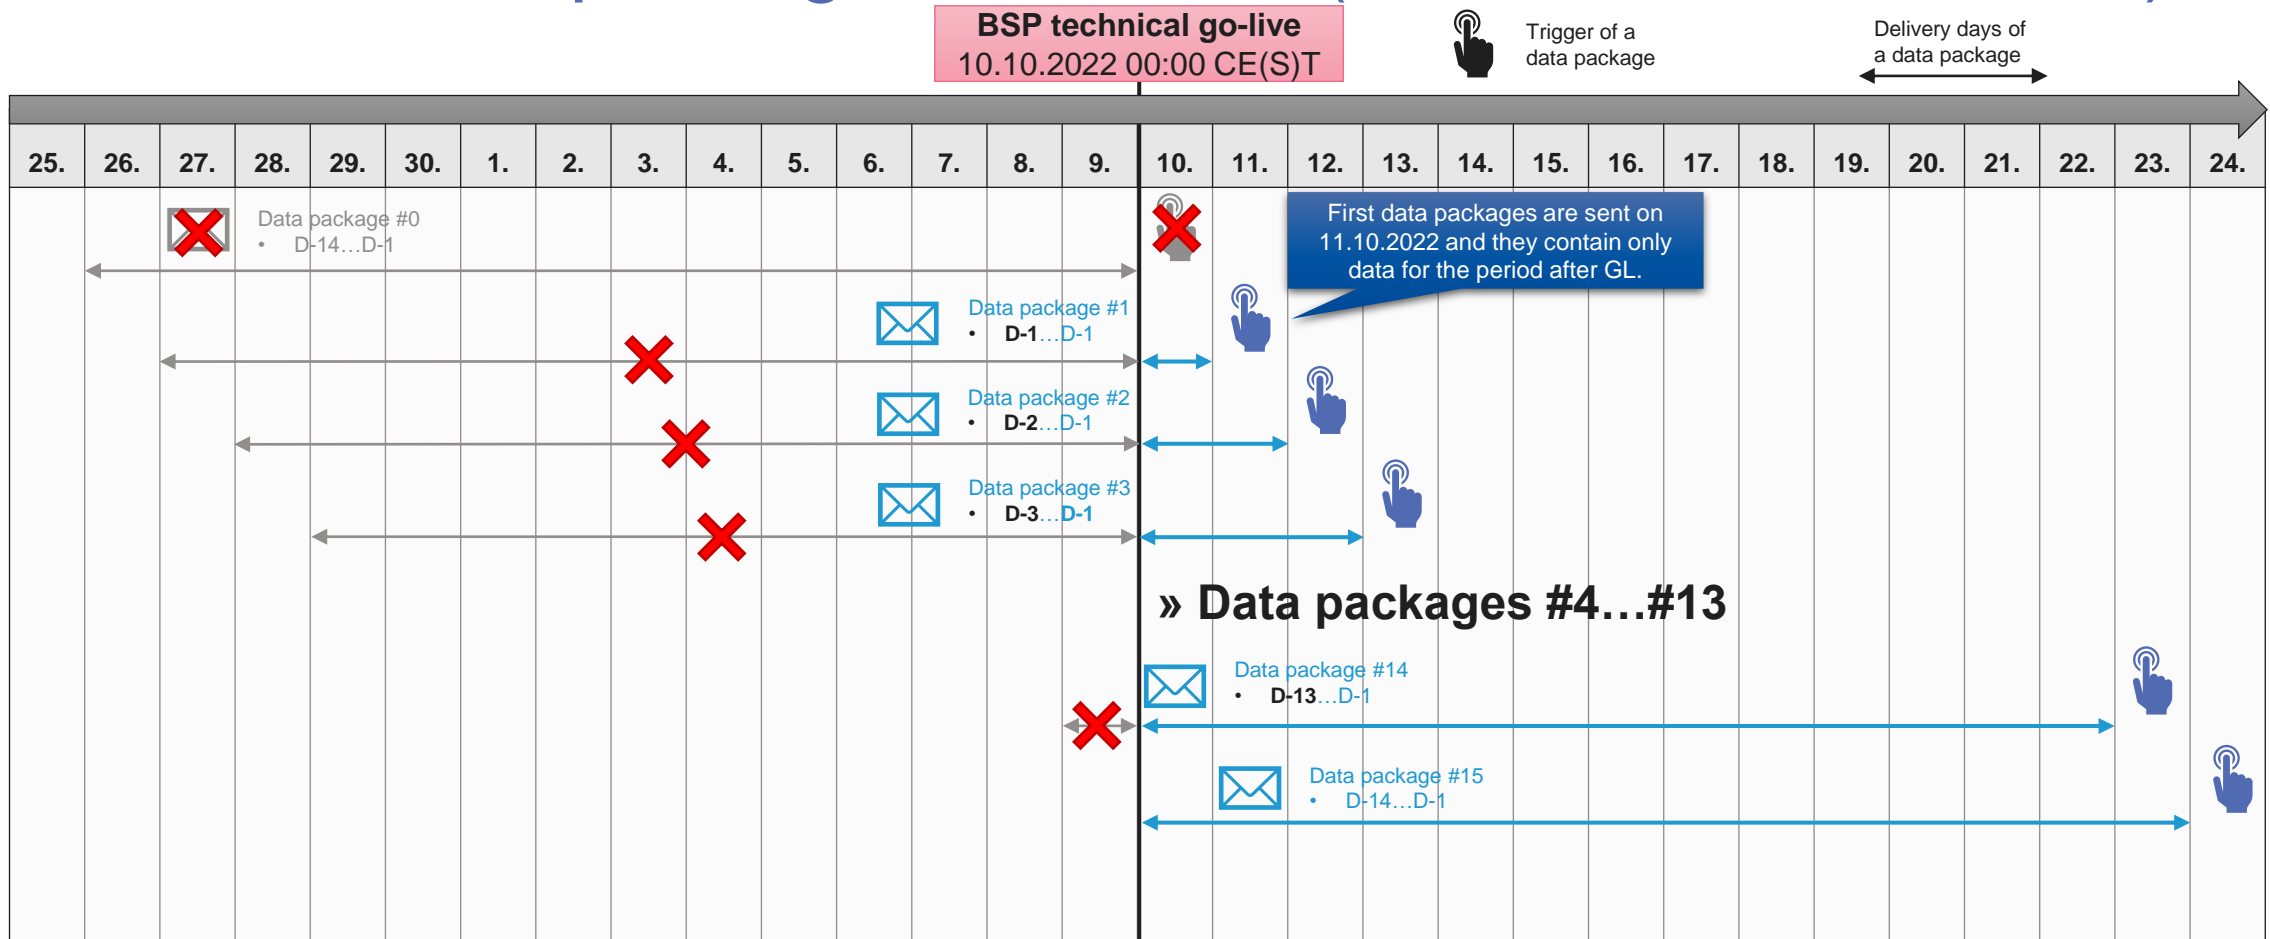 BSP technical go-live
10.10.2022 00:00 CE(S)T
Trigger of a
data package
Delivery days of
a data package
25. 26. 27. 28. 29. 30. 1. 2. 3. 4. 5. 6. 7. 8. 9. 10. 11. 12. 13. 14. 15. 16. 17. 18. 19. 20. 21. 22. 23. 24.
Data package #0
• D-14...D-1
First data packages are sent on
11.10.2022 and they contain only
data for the period after GL.
Data package #1
• D-1...D-1
Data package #2
• D-2...D-1
Data package #3
• D-3...D-1
» Data packages #4...#13
Data package #14
• D-13...D-1
Data package #15
• D-14...D-1